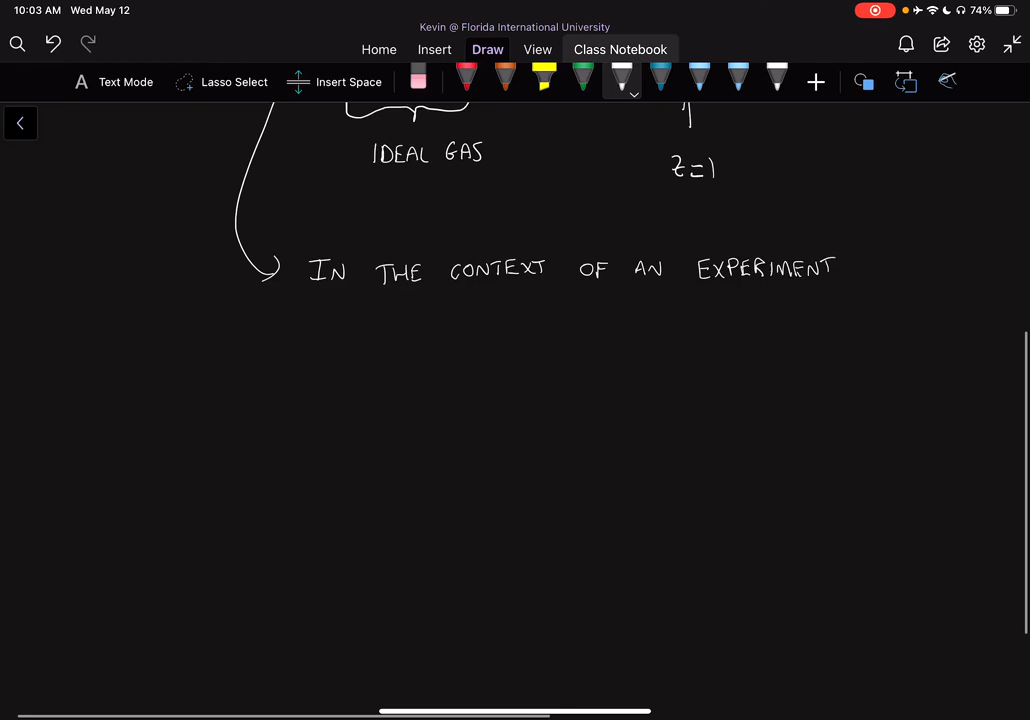 10:03 AM Wed May 12
74%
Kevin @ Florida International University
Home Insert Draw View Class Notebook
A Text Mode Lasso Select Insert Space
IDEAL GAS
Z=1
IN THE CONTEXT OF AN EXPERIMENT